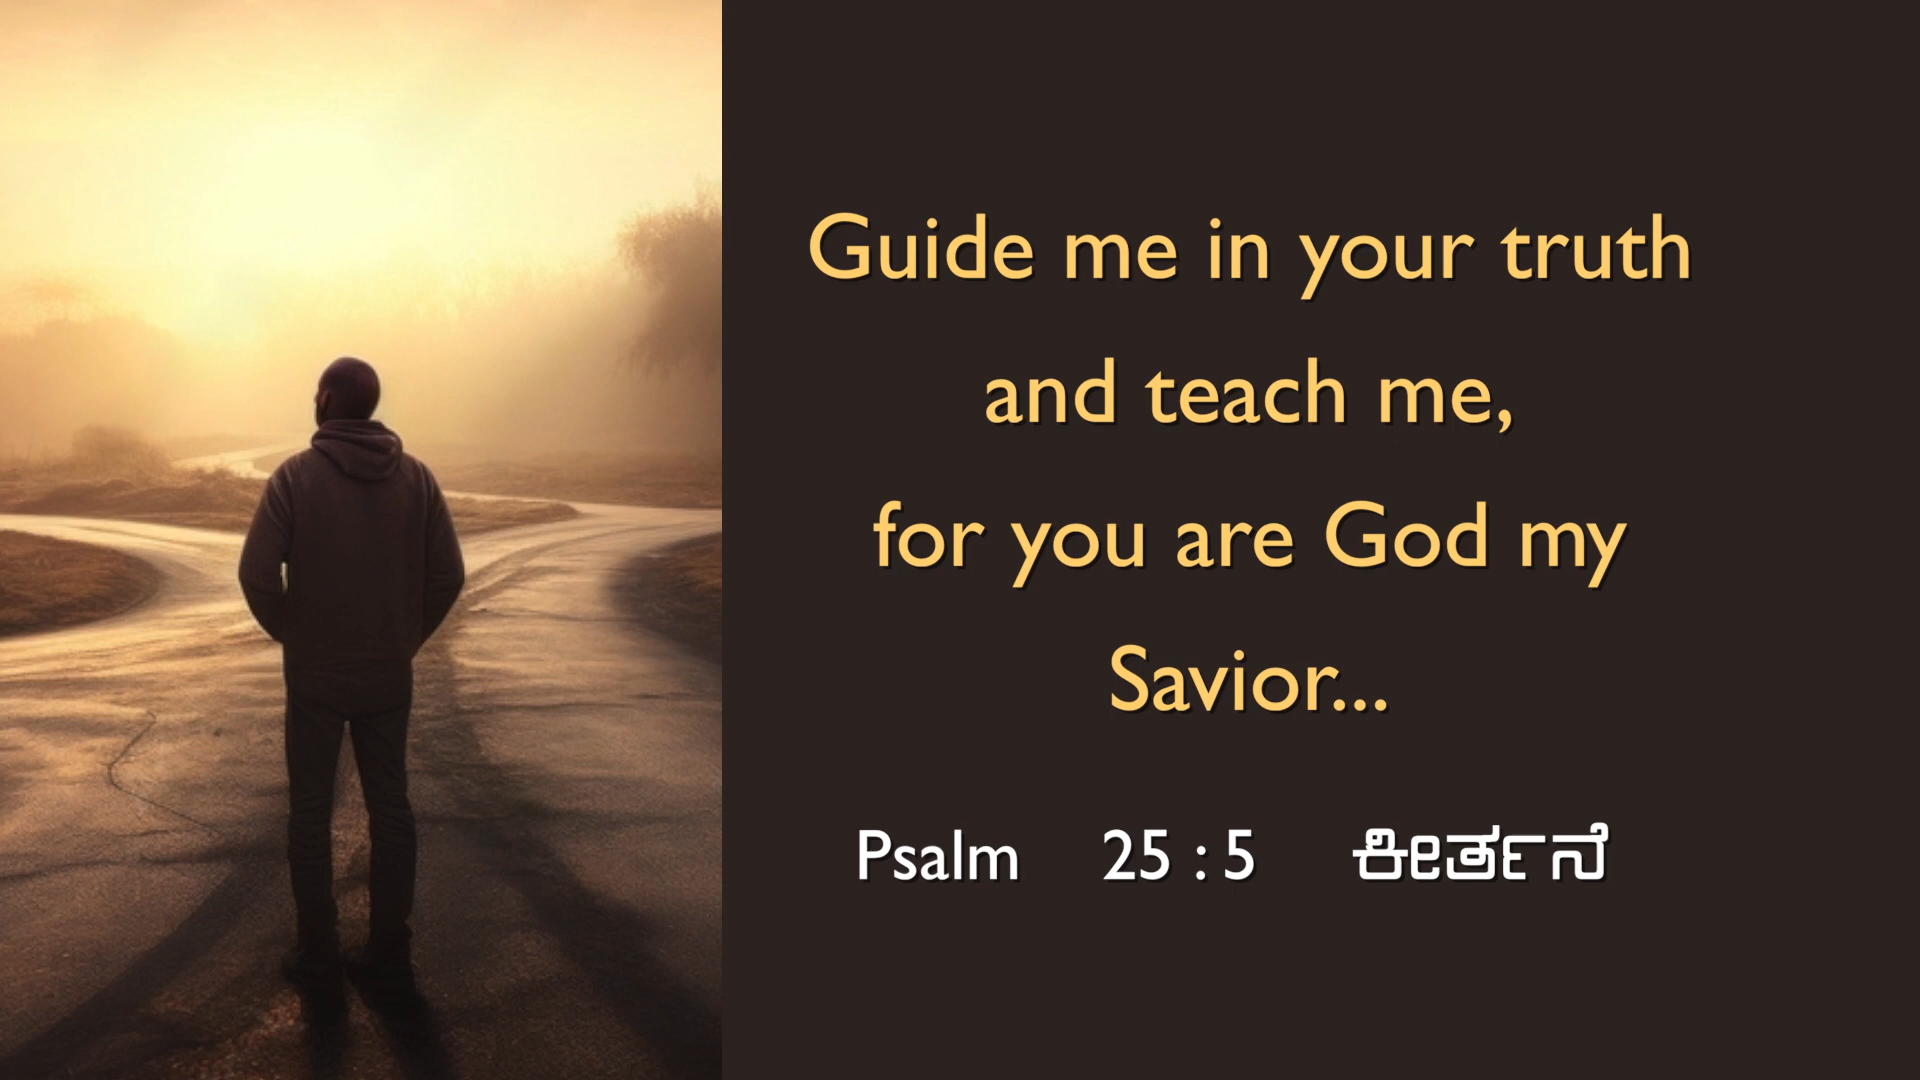 Guide me in your truth
and teach me,
for you are God my
Savior...
Psalm 25 : 5 ಕೀರ್ತನೆ